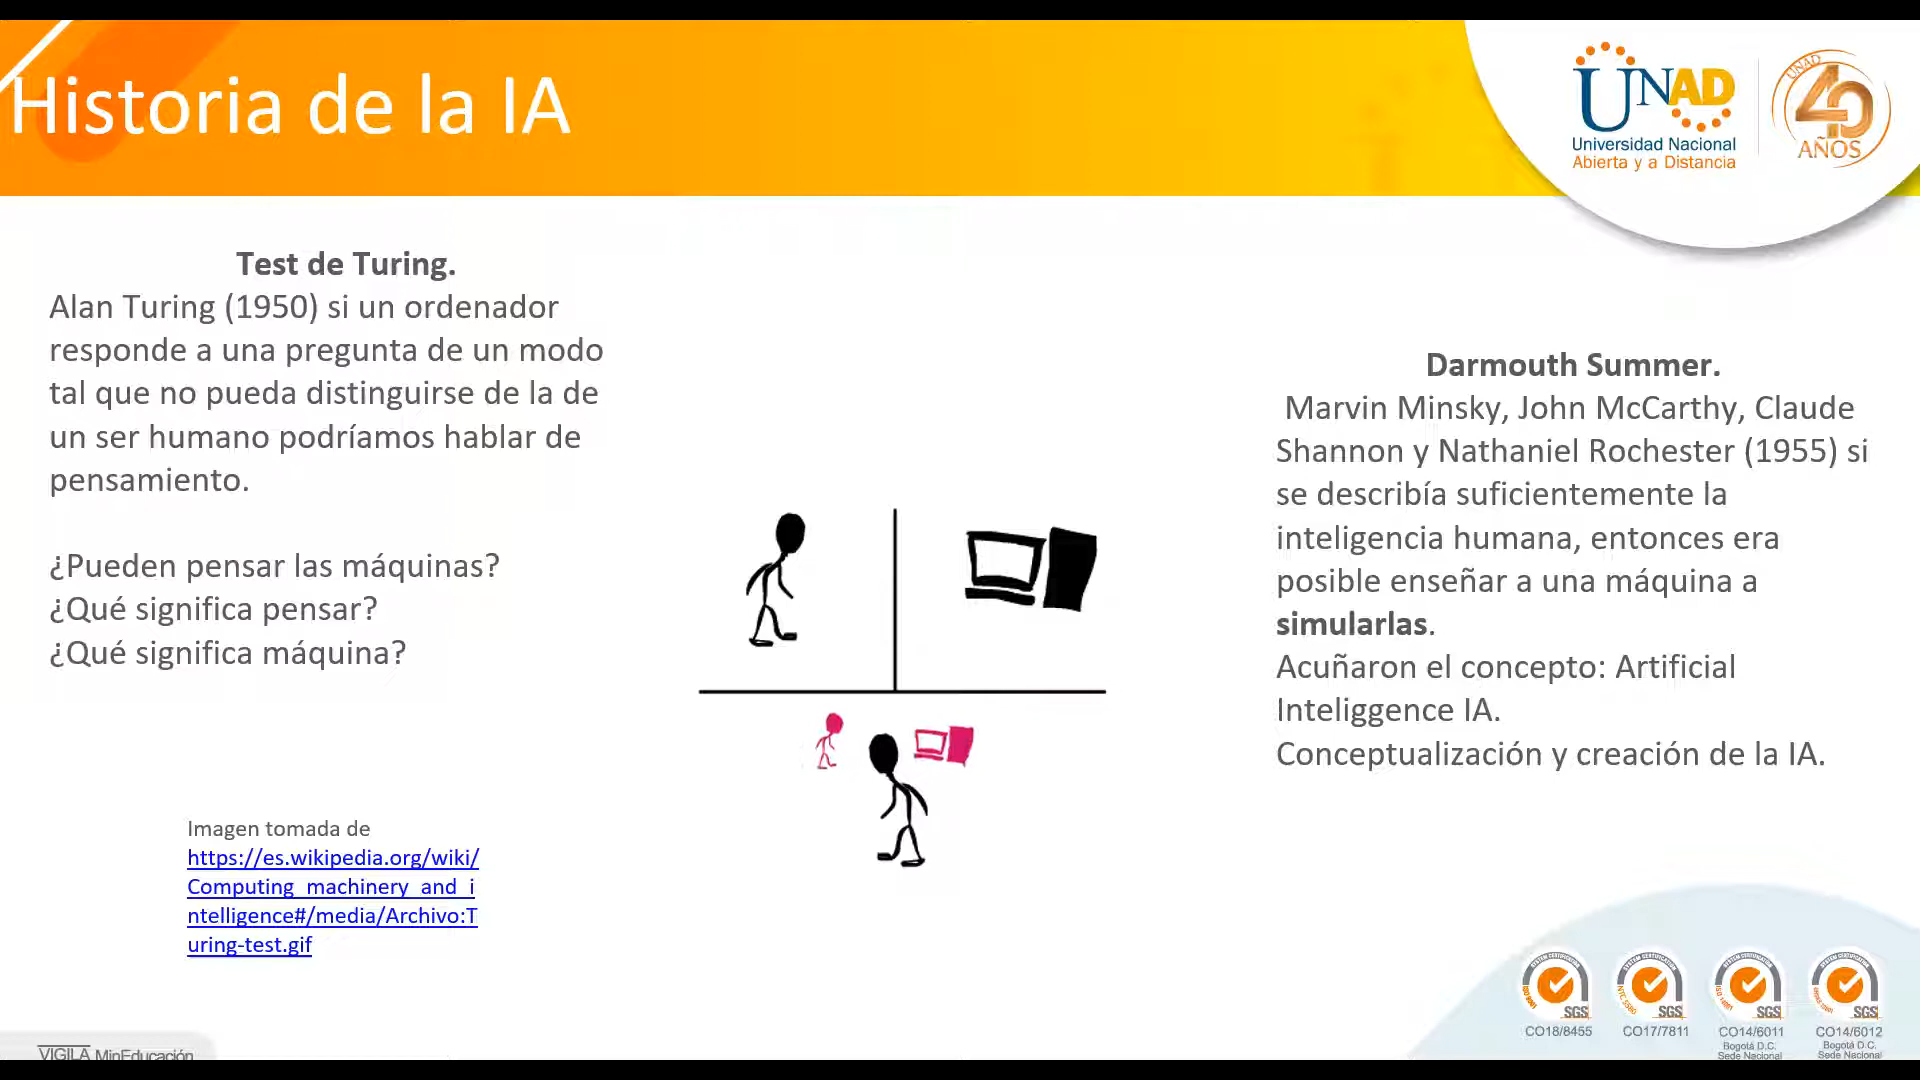 Historia de la IA
UNAD
Universidad Nacional
Abierta y a Distancia
UNAD
40
AÑOS
Test de Turing.
Alan Turing (1950) si un ordenador
responde a una pregunta de un modo
tal que no pueda distinguirse de la de
un ser humano podríamos hablar de
pensamiento.
¿Pueden pensar las máquinas?
¿Qué significa pensar?
¿Qué significa máquina?
Imagen tomada de
https://es.wikipedia.org/wiki/
Computing_machinery_and_i
ntelligence#/media/Archivo:T
uring-test.gif
Darmouth Summer.
Marvin Minsky, John McCarthy, Claude
Shannon y Nathaniel Rochester (1955) si
se describía suficientemente la
inteligencia humana, entonces era
posible enseñar a una máquina a
simularlas.
Acuñaron el concepto: Artificial
Inteliggence IA.
Conceptualización y creación de la IA.
SGS
SGS
SGS
SGS
CO18/8455
CO17/7811
CO14/6011
Bogotá D.C.
Sede Nacional
CO14/6012
Bogotá D.C.
Sede Nacional
VIGILA MinEducación